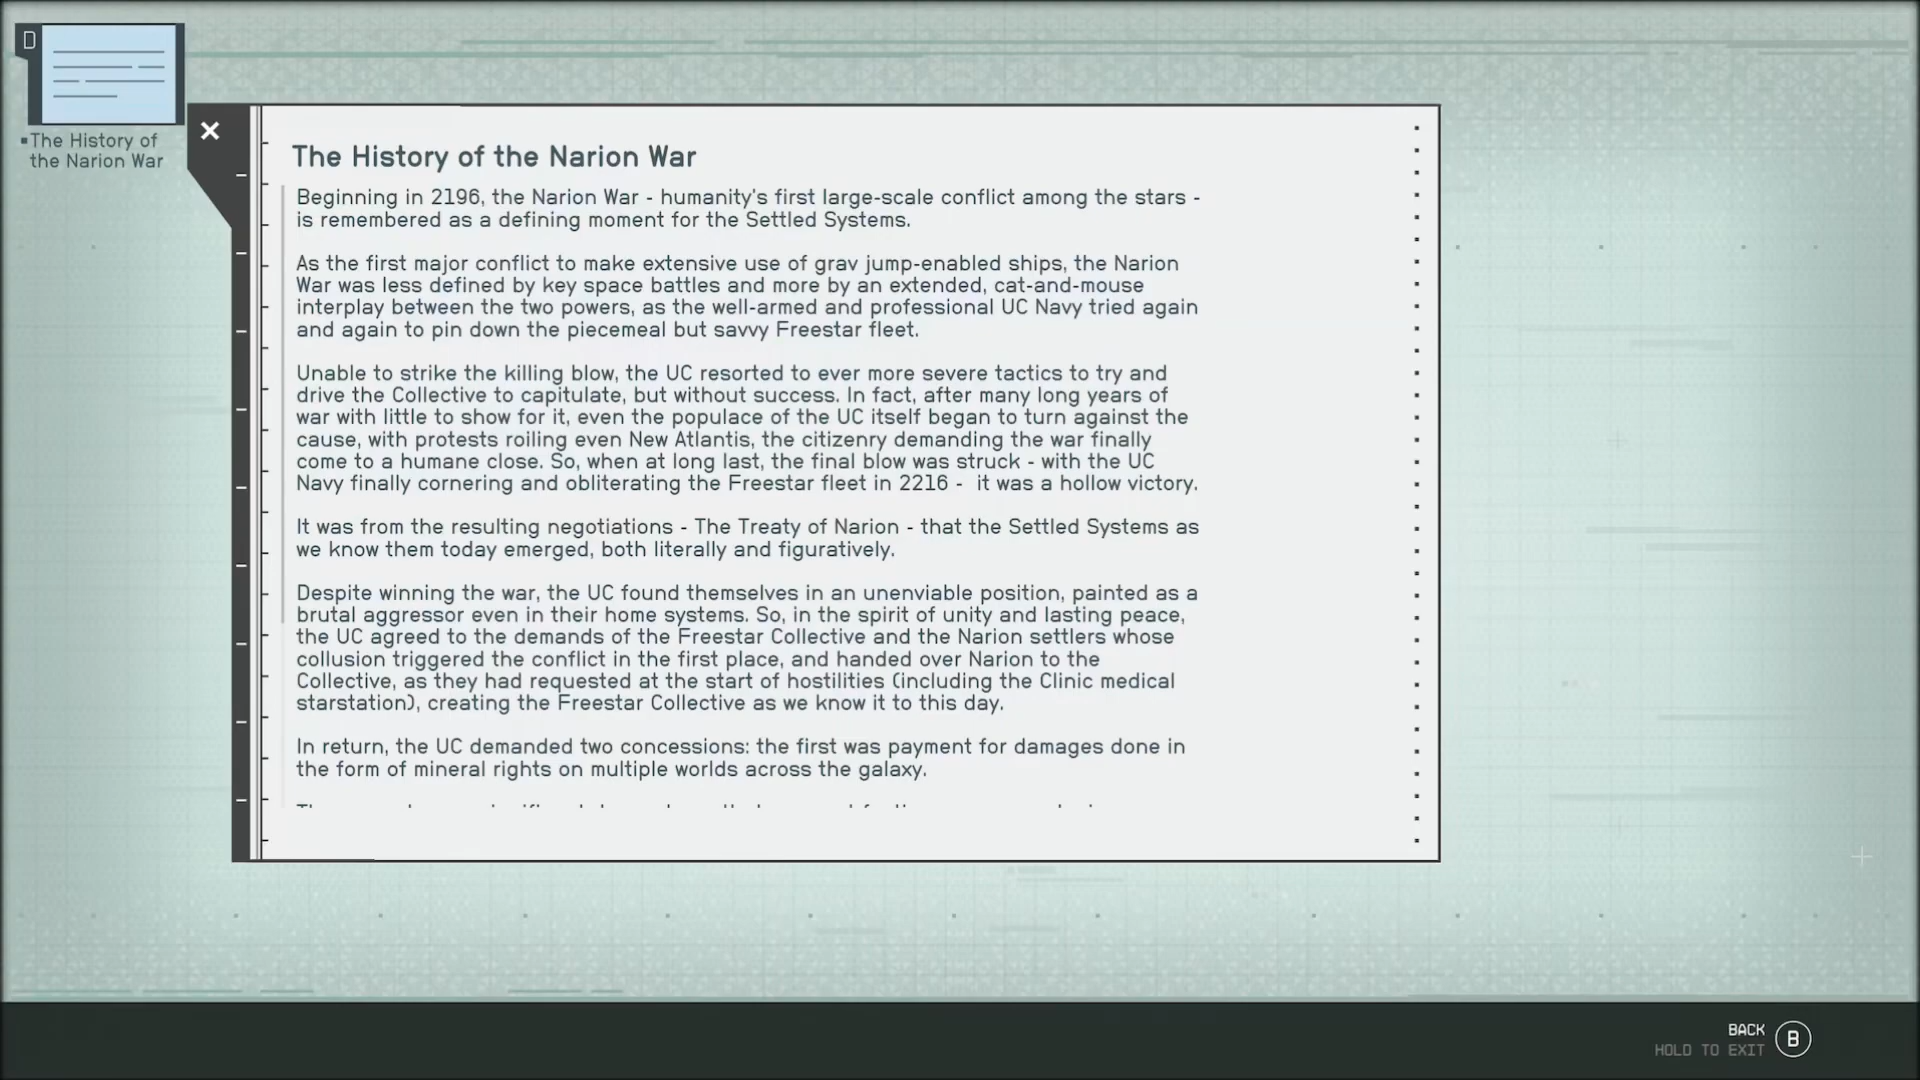 D
▪The History of
the Narion War
The History of the Narion War
Beginning in 2196, the Narion War - humanity's first large-scale conflict among the stars -
is remembered as a defining moment for the Settled Systems.
As the first major conflict to make extensive use of grav jump-enabled ships, the Narion
War was less defined by key space battles and more by an extended, cat-and-mouse
interplay between the two powers, as the well-armed and professional UC Navy tried again
and again to pin down the piecemeal but savvy Freestar fleet.
Unable to strike the killing blow, the UC resorted to ever more severe tactics to try and
drive the Collective to capitulate, but without success. In fact, after many long years of
war with little to show for it, even the populace of the UC itself began to turn against the
cause, with protests roiling even New Atlantis, the citizenry demanding the war finally
come to a humane close. So, when at long last, the final blow was struck - with the UC
Navy finally cornering and obliterating the Freestar fleet in 2216 -  it was a hollow victory.
It was from the resulting negotiations - The Treaty of Narion - that the Settled Systems as
we know them today emerged, both literally and figuratively.
Despite winning the war, the UC found themselves in an unenviable position, painted as a
brutal aggressor even in their home systems. So, in the spirit of unity and lasting peace,
the UC agreed to the demands of the Freestar Collective and the Narion settlers whose
collusion triggered the conflict in the first place, and handed over Narion to the
Collective, as they had requested at the start of hostilities (including the Clinic medical
starstation), creating the Freestar Collective as we know it to this day.
In return, the UC demanded two concessions: the first was payment for damages done in
the form of mineral rights on multiple worlds across the galaxy.
BACK
HOLD TO EXIT
B